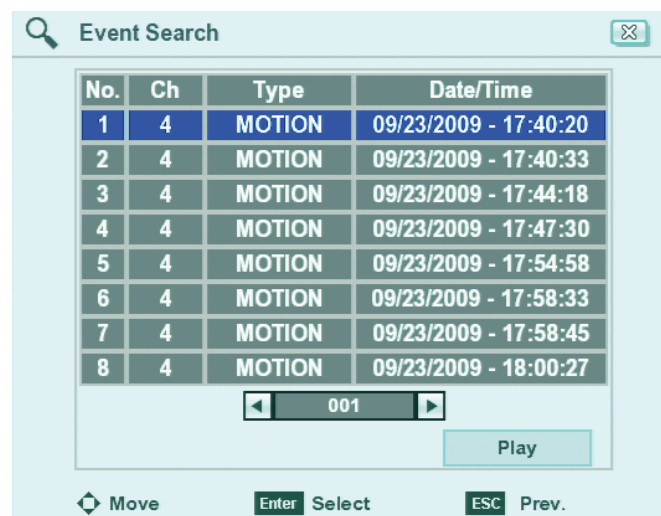 Event Search
No. Ch Type Date/Time
1 4 MOTION 09/23/2009 - 17:40:20
2 4 MOTION 09/23/2009 - 17:40:33
3 4 MOTION 09/23/2009 - 17:44:18
4 4 MOTION 09/23/2009 - 17:47:30
5 4 MOTION 09/23/2009 - 17:54:58
6 4 MOTION 09/23/2009 - 17:58:33
7 4 MOTION 09/23/2009 - 17:58:45
8 4 MOTION 09/23/2009 - 18:00:27
001
Play
Move Enter Select ESC Prev.